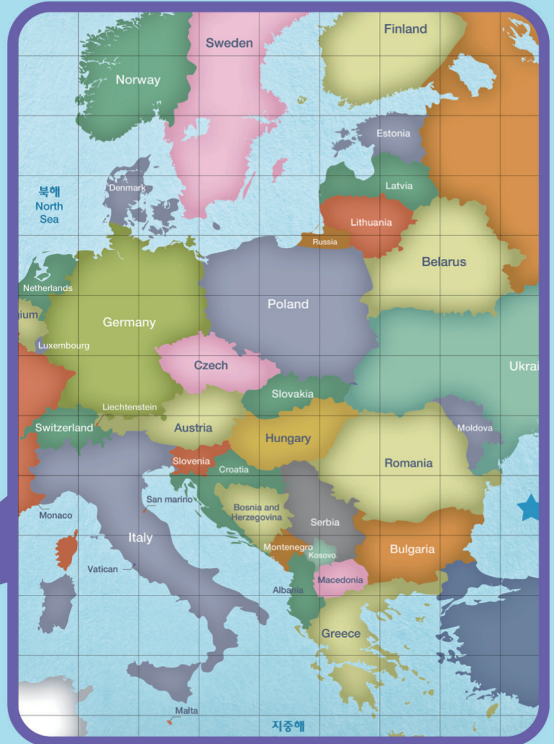 Finland
Sweden
Norway
Estonia
Denmark
Latvia
북해
North
Sea
Lithuania
Russia
Belarus
Netherlands
Poland
ium
Germany
Luxembourg
Czech
Ukrai
Slovakia
Liechtenstein
Switzerland
Austria
Moldova
Hungary
Slovenia
Romania
Croatia
San marino
Bosnia and
Herzegovina
Monaco
Serbia
Italy
Montenegro
Bulgaria
Kosovo
Vatican
Macedonia
Albania
Greece
Malta
지중해